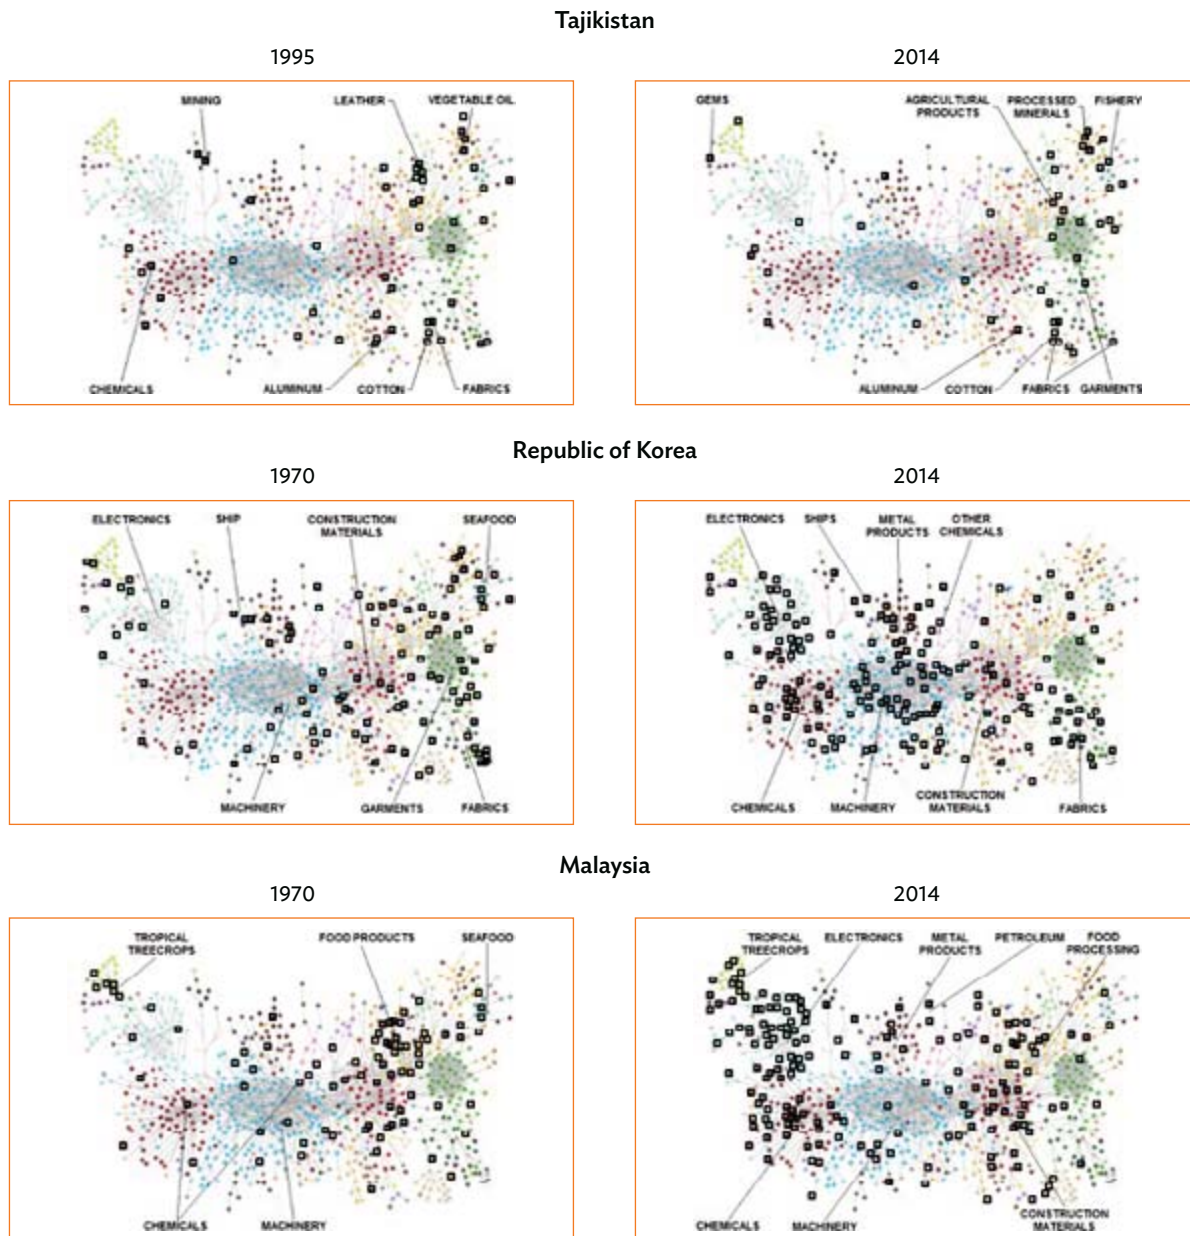 Tajikistan
1995
2014
MINING
LEATHER
VEGETABLE OIL
CHEMICALS
ALUMINUM
COTTON
FABRICS
GEMS
AGRICULTURAL
PRODUCTS
PROCESSED
MINERALS
FISHERY
ALUMINUM
COTTON
FABRICS
GARMENTS
Republic of Korea
1970
2014
ELECTRONICS
SHIP
CONSTRUCTION
MATERIALS
SEAFOOD
MACHINERY
GARMENTS
FABRICS
ELECTRONICS
SHIPS
METAL
PRODUCTS
OTHER
CHEMICALS
CHEMICALS
MACHINERY
CONSTRUCTION
MATERIALS
FABRICS
Malaysia
1970
2014
TROPICAL
TREECROPS
FOOD PRODUCTS
SEAFOOD
CHEMICALS
MACHINERY
TROPICAL
TREECROPS
ELECTRONICS
METAL
PRODUCTS
PETROLEUM
FOOD
PROCESSING
CHEMICALS
MACHINERY
CONSTRUCTION
MATERIALS